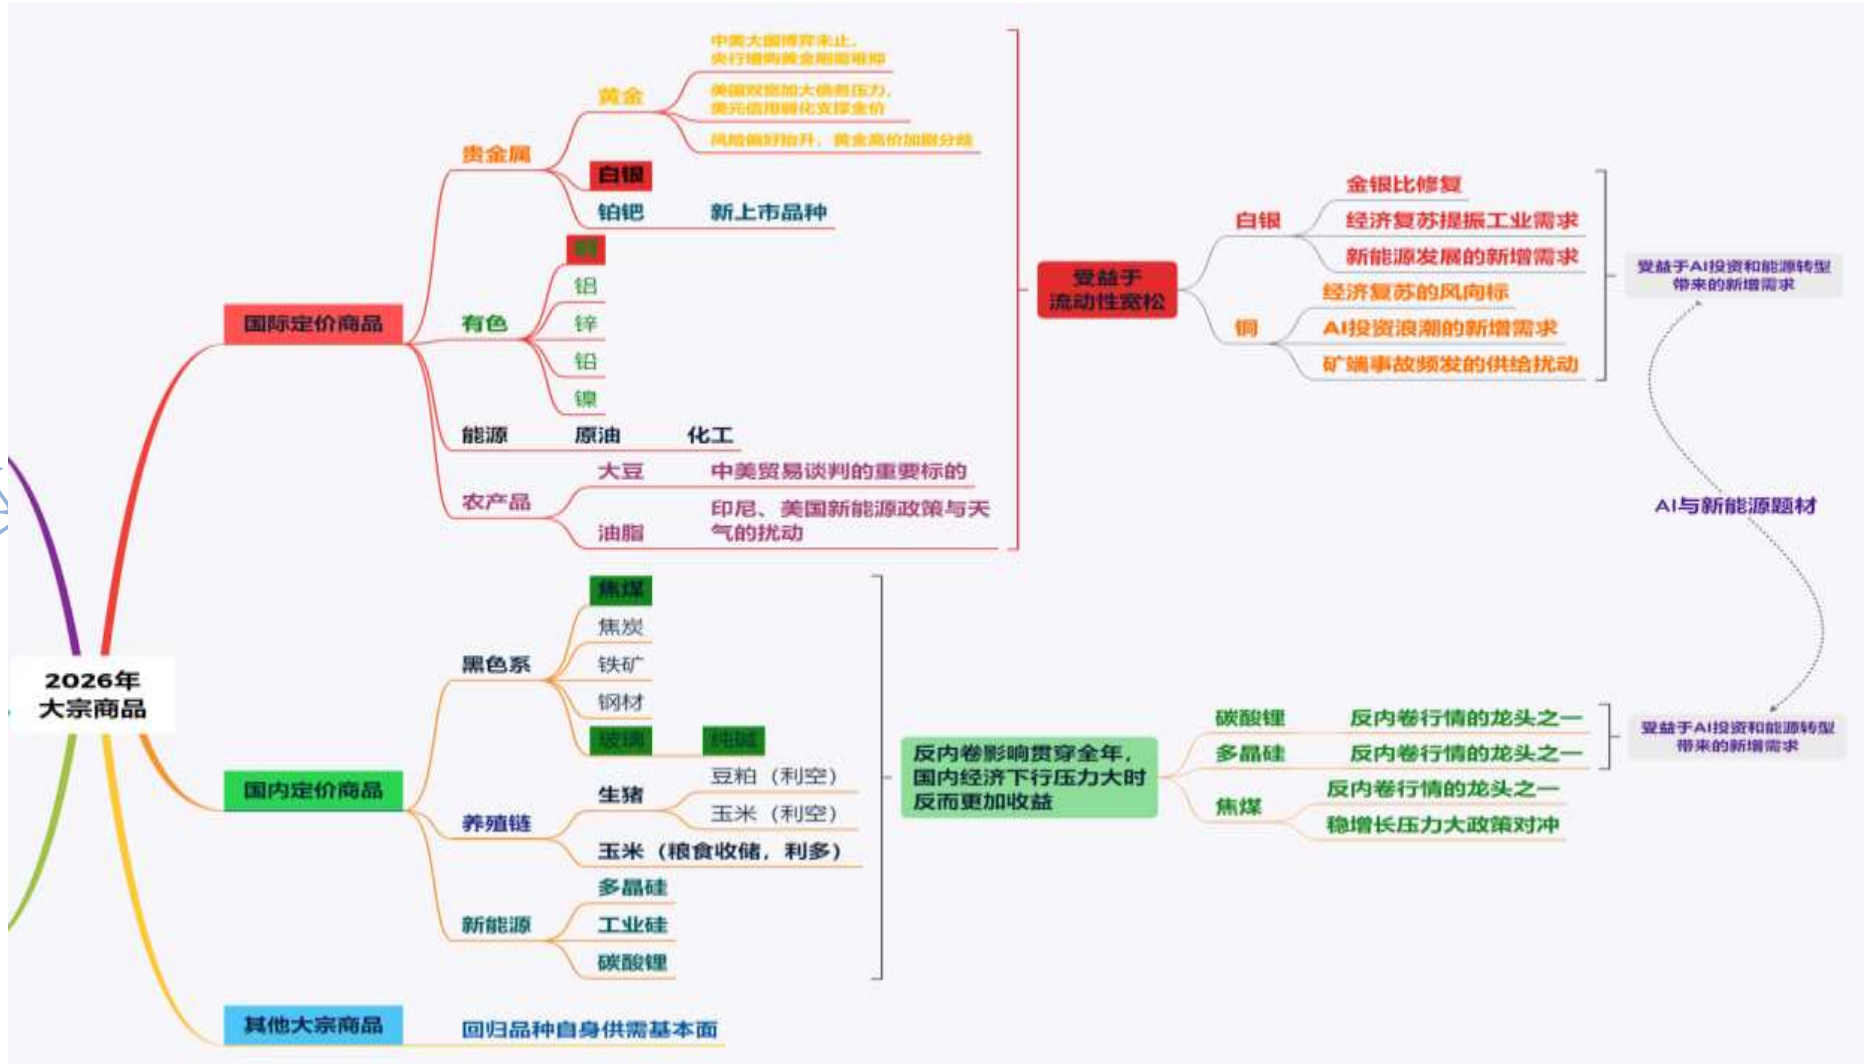 2026年
大宗商品
国际定价商品
贵金属
黄金
中美大国博弈未止，
央行增购黄金刚需难抑
美国双宽加大债务压力，
美元信用弱化支撑金价
风险偏好抬升，黄金高价加剧分歧
白银
铂钯
新上市品种
有色
铜
铝
锌
铅
镍
能源
原油
化工
农产品
大豆
中美贸易谈判的重要标的
油脂
印尼、美国新能源政策与天
气的扰动
受益于
流动性宽松
白银
金银比修复
经济复苏提振工业需求
新能源发展的新增需求
铜
经济复苏的风向标
AI投资浪潮的新增需求
矿端事故频发的供给扰动
受益于AI投资和能源转型
带来的新增需求
AI与新能源题材
国内定价商品
黑色系
焦煤
焦炭
铁矿
钢材
玻璃
纯碱
养殖链
生猪
豆粕（利空）
玉米（利空）
玉米（粮食收储，利多）
新能源
多晶硅
工业硅
碳酸锂
反内卷影响贯穿全年，
国内经济下行压力大时
反而更加收益
碳酸锂
反内卷行情的龙头之一
多晶硅
反内卷行情的龙头之一
焦煤
反内卷行情的龙头之一
稳增长压力大政策对冲
受益于AI投资和能源转型
带来的新增需求
其他大宗商品
回归品种自身供需基本面